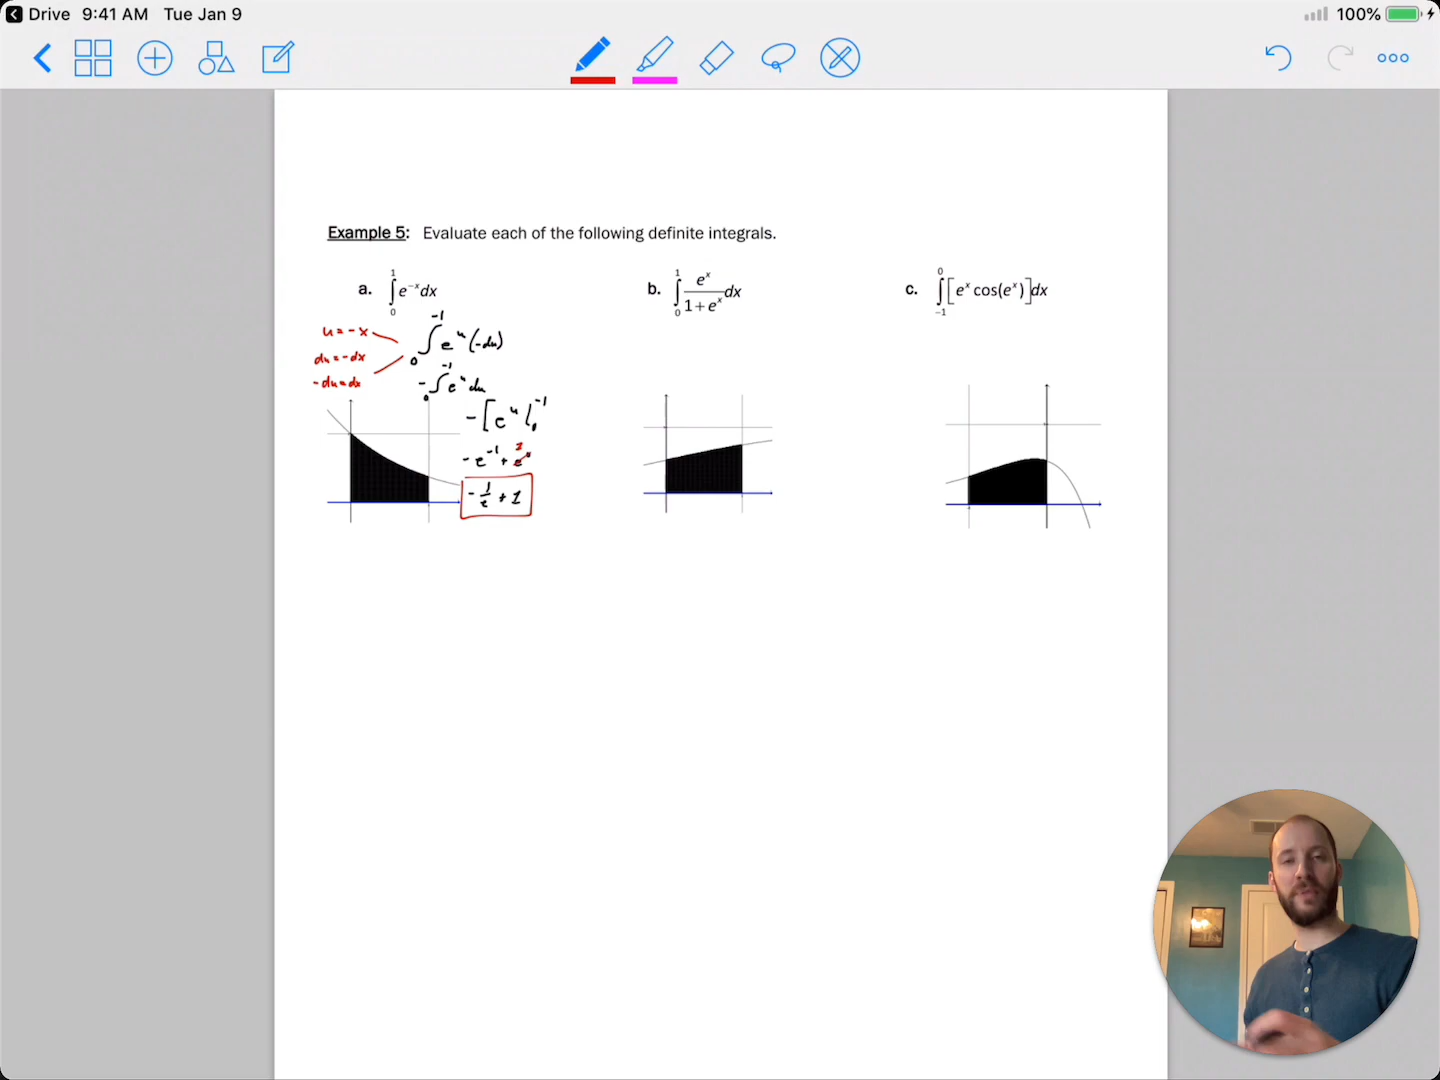 Drive 9:41 AM Tue Jan 9
100%
Example 5: Evaluate each of the following definite integrals.
a. ∫₀¹ e⁻ˣdx
b. ∫₀¹ eˣ/(1+eˣ) dx
c. ∫₋₁⁰ [eˣ cos(eˣ)]dx
u = -x
du = -dx
-du = dx
∫₀⁻¹ eᵘ (-du)
-∫₀⁻¹ eᵘ du
-[eᵘ|₀⁻¹
-e⁻¹ + e⁰ 1
-1/e + 1